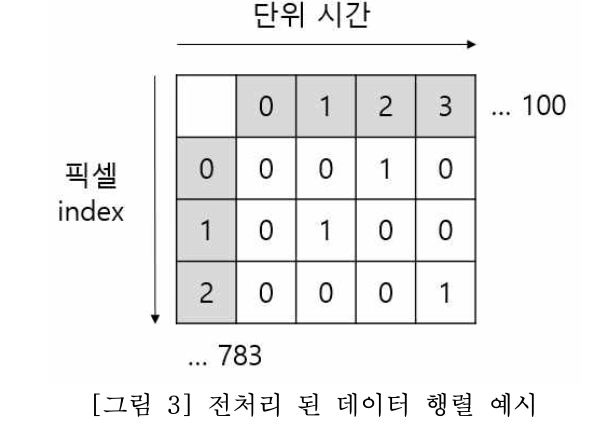 단위 시간
0 1 2 3 ... 100
픽셀
index
0 0 0 1 0
1 0 1 0 0
2 0 0 0 1
... 783
[그림 3] 전처리 된 데이터 행렬 예시